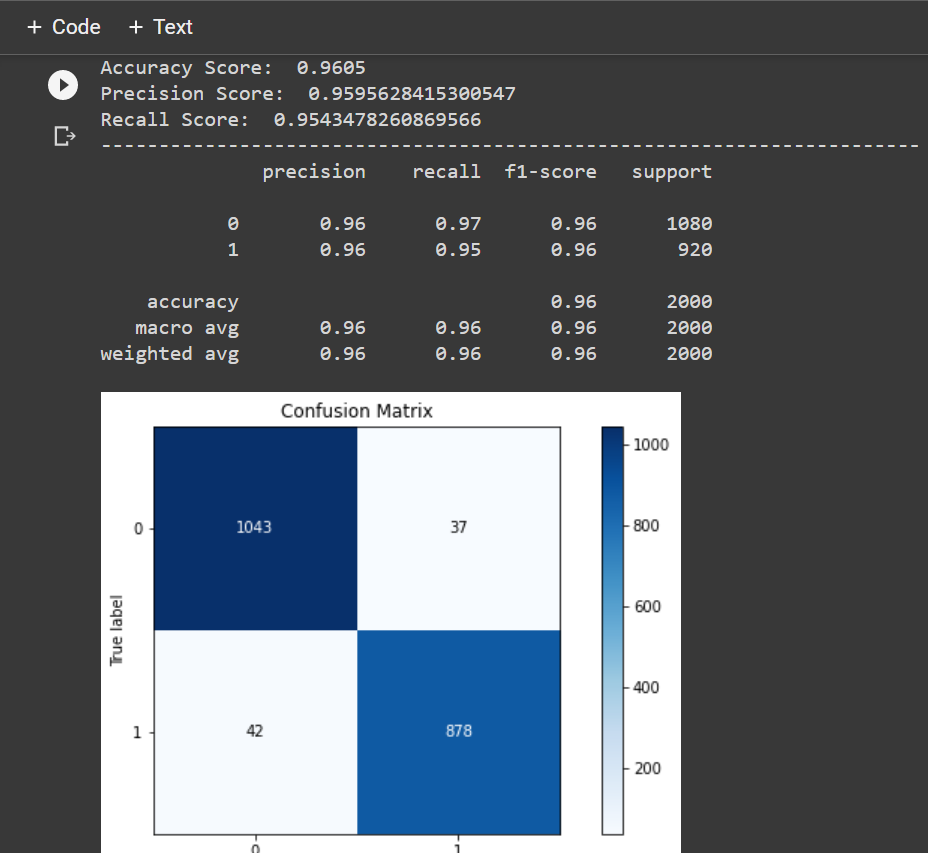 + Code + Text
Accuracy Score: 0.9605
Precision Score: 0.9595628415300547
Recall Score: 0.9543478260869566
----------------------------------------------------------------------
precision recall f1-score support
0 0.96 0.97 0.96 1080
1 0.96 0.95 0.96 920
accuracy 0.96 2000
macro avg 0.96 0.96 0.96 2000
weighted avg 0.96 0.96 0.96 2000
Confusion Matrix
1000
0 1043 37
800
600
True label
400
1 42 878
200
0 1